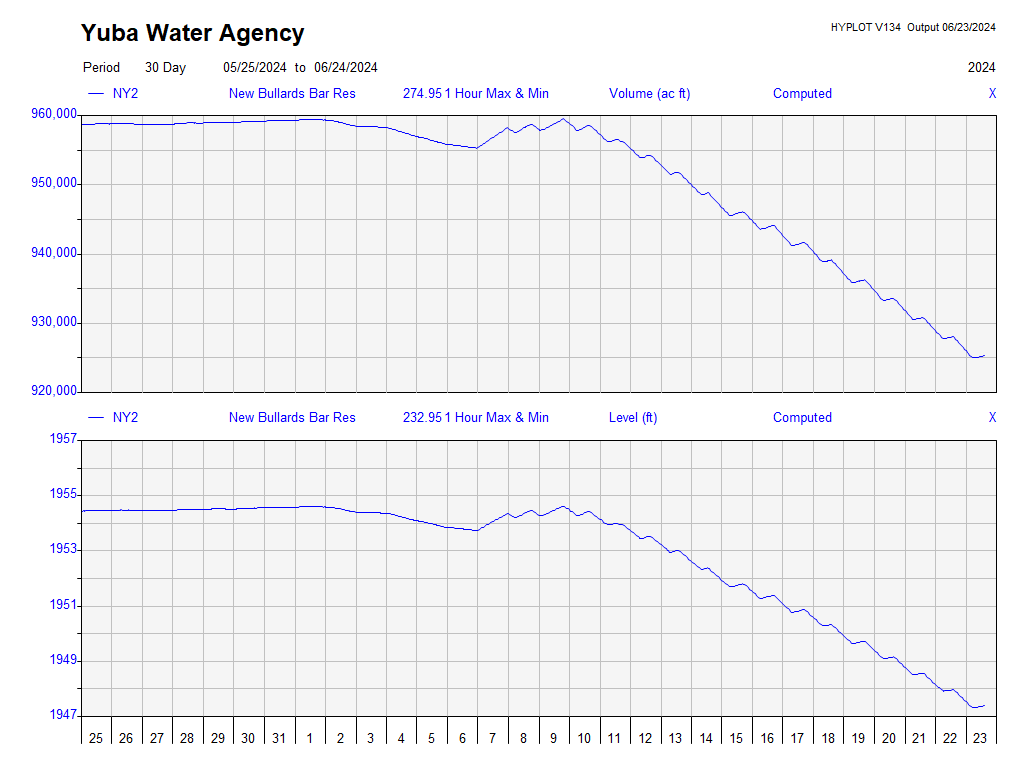 Yuba Water Agency
HYPLOT V134 Output 06/23/2024
Period 30 Day 05/25/2024 to 06/24/2024 2024
NY2 New Bullards Bar Res 274.95 1 Hour Max & Min Volume (ac ft) Computed X
960,000
950,000
940,000
930,000
920,000
NY2 New Bullards Bar Res 232.95 1 Hour Max & Min Level (ft) Computed X
1957
1955
1953
1951
1949
1947
25 26 27 28 29 30 31 1 2 3 4 5 6 7 8 9 10 11 12 13 14 15 16 17 18 19 20 21 22 23